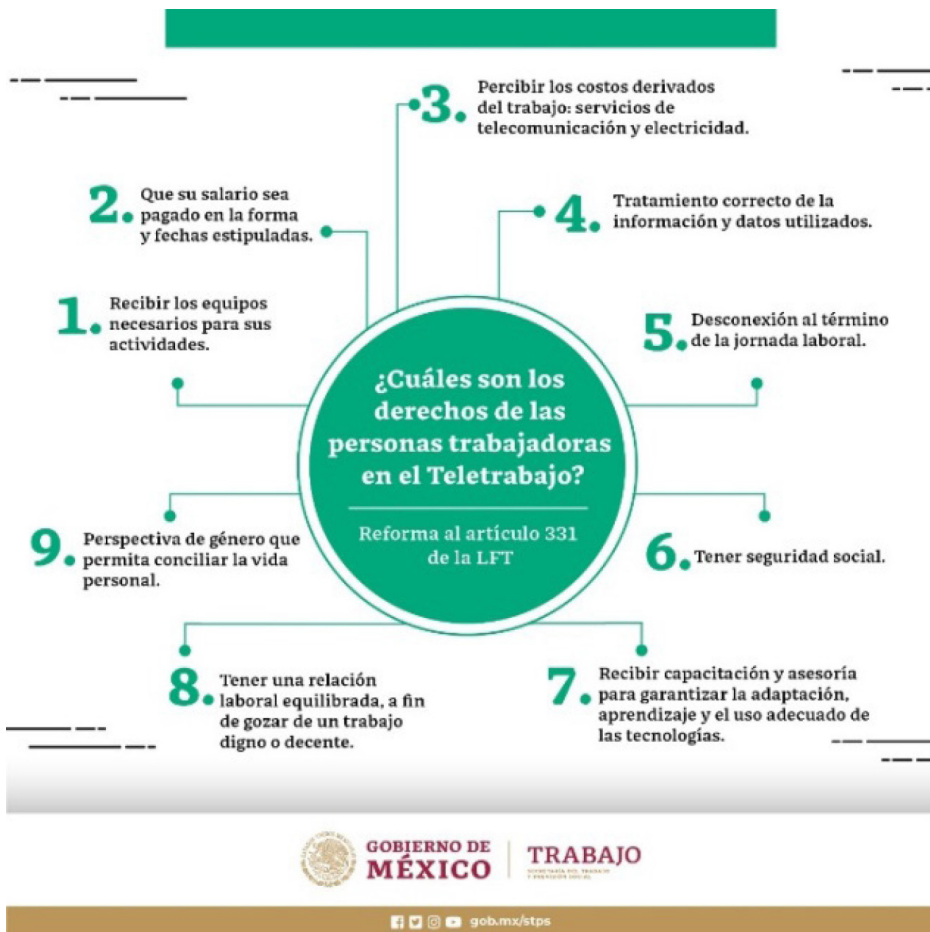 ¿Cuáles son los
derechos de las
personas trabajadoras
en el Teletrabajo?
Reforma al artículo 331
de la LFT
1. Recibir los equipos
necesarios para sus
actividades.
2. Que su salario sea
pagado en la forma
y fechas estipuladas.
3. Percibir los costos derivados
del trabajo: servicios de
telecomunicación y electricidad.
4. Tratamiento correcto de la
información y datos utilizados.
5. Desconexión al término
de la jornada laboral.
6. Tener seguridad social.
7. Recibir capacitación y asesoría
para garantizar la adaptación,
aprendizaje y el uso adecuado de
las tecnologías.
8. Tener una relación
laboral equilibrada, a fin
de gozar de un trabajo
digno o decente.
9. Perspectiva de género que
permita conciliar la vida
personal.
GOBIERNO DE
MÉXICO
TRABAJO
SECRETARÍA DEL TRABAJO
Y PREVISIÓN SOCIAL
gob.mx/stps